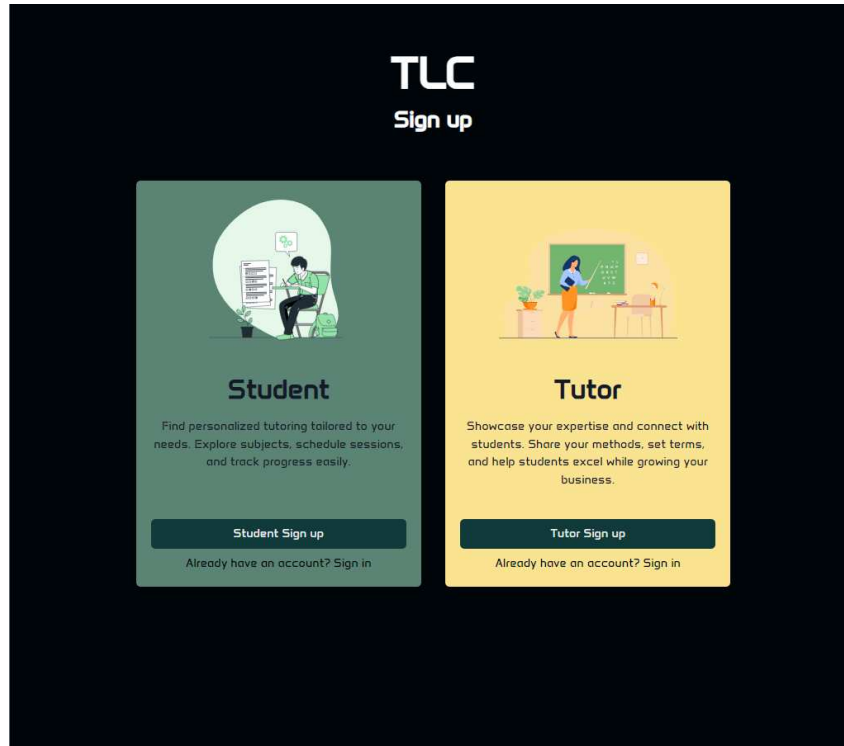 TLC
Sign up
Student
Find personalized tutoring tailored to your
needs. Explore subjects, schedule sessions,
and track progress easily.
Student Sign up
Already have an account? Sign in
Tutor
Showcase your expertise and connect with
students. Share your methods, set terms,
and help students excel while growing your
business.
Tutor Sign up
Already have an account? Sign in